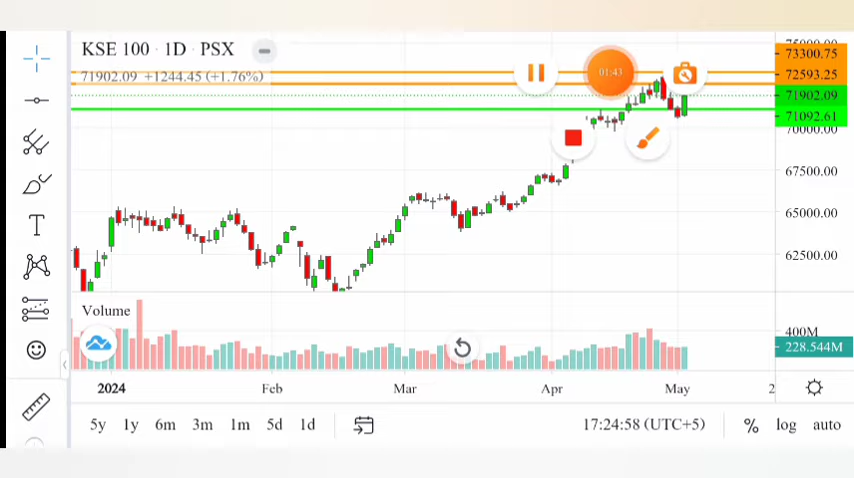 KSE 100 · 1D · PSX
71902.09 +1244.45 (+1.76%)
01:43
73300.75
72593.25
71902.09
71092.61
70000.00
67500.00
65000.00
62500.00
Volume
400M
228.544M
2024 Feb Mar Apr May 2
5y 1y 6m 3m 1m 5d 1d
17:24:58 (UTC+5) % log auto